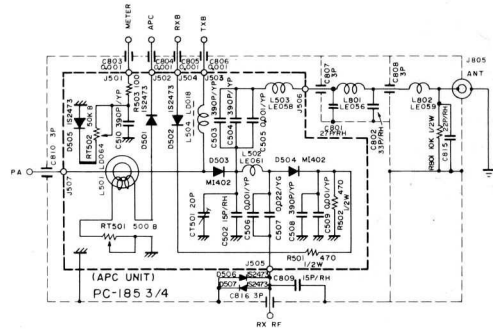 METER
APC
RXB
TXB
C803 0.001
C804 0.001
C805 0.001
C806 0.001
J501
J502
J504
J503
C807 3P
C808 3P
J805
ANT
D505 IS2473
RT502 50K B
R503 100
C510 390P/YP
D501 IS2473
D502 IS2473
L504 LE018
C503 390P/YP
C504 390P/YP
C505 0.001/YP
L503 LE058
J506
L801 LE056
C801 27P/RH
C802 33P/RH
L802 LE059
R801 10K 1/2W
C815 22P/RH
C810 3P
PA
J507
L501 LD064
D503 MI402
L502 LE061
D504 MI402
CT501 20P
C502 15P/RH
C506 0.001/YP
C507 0.022/YG
C508 390P/YP
C509 0.001/YP
R502 470 1/2W
RT501 500 B
R501 470 1/2W
J505
(APC UNIT)
PC-185 3/4
D506 IS2473
D507 IS2473
C809 15P/RH
C816 3P
RX RF